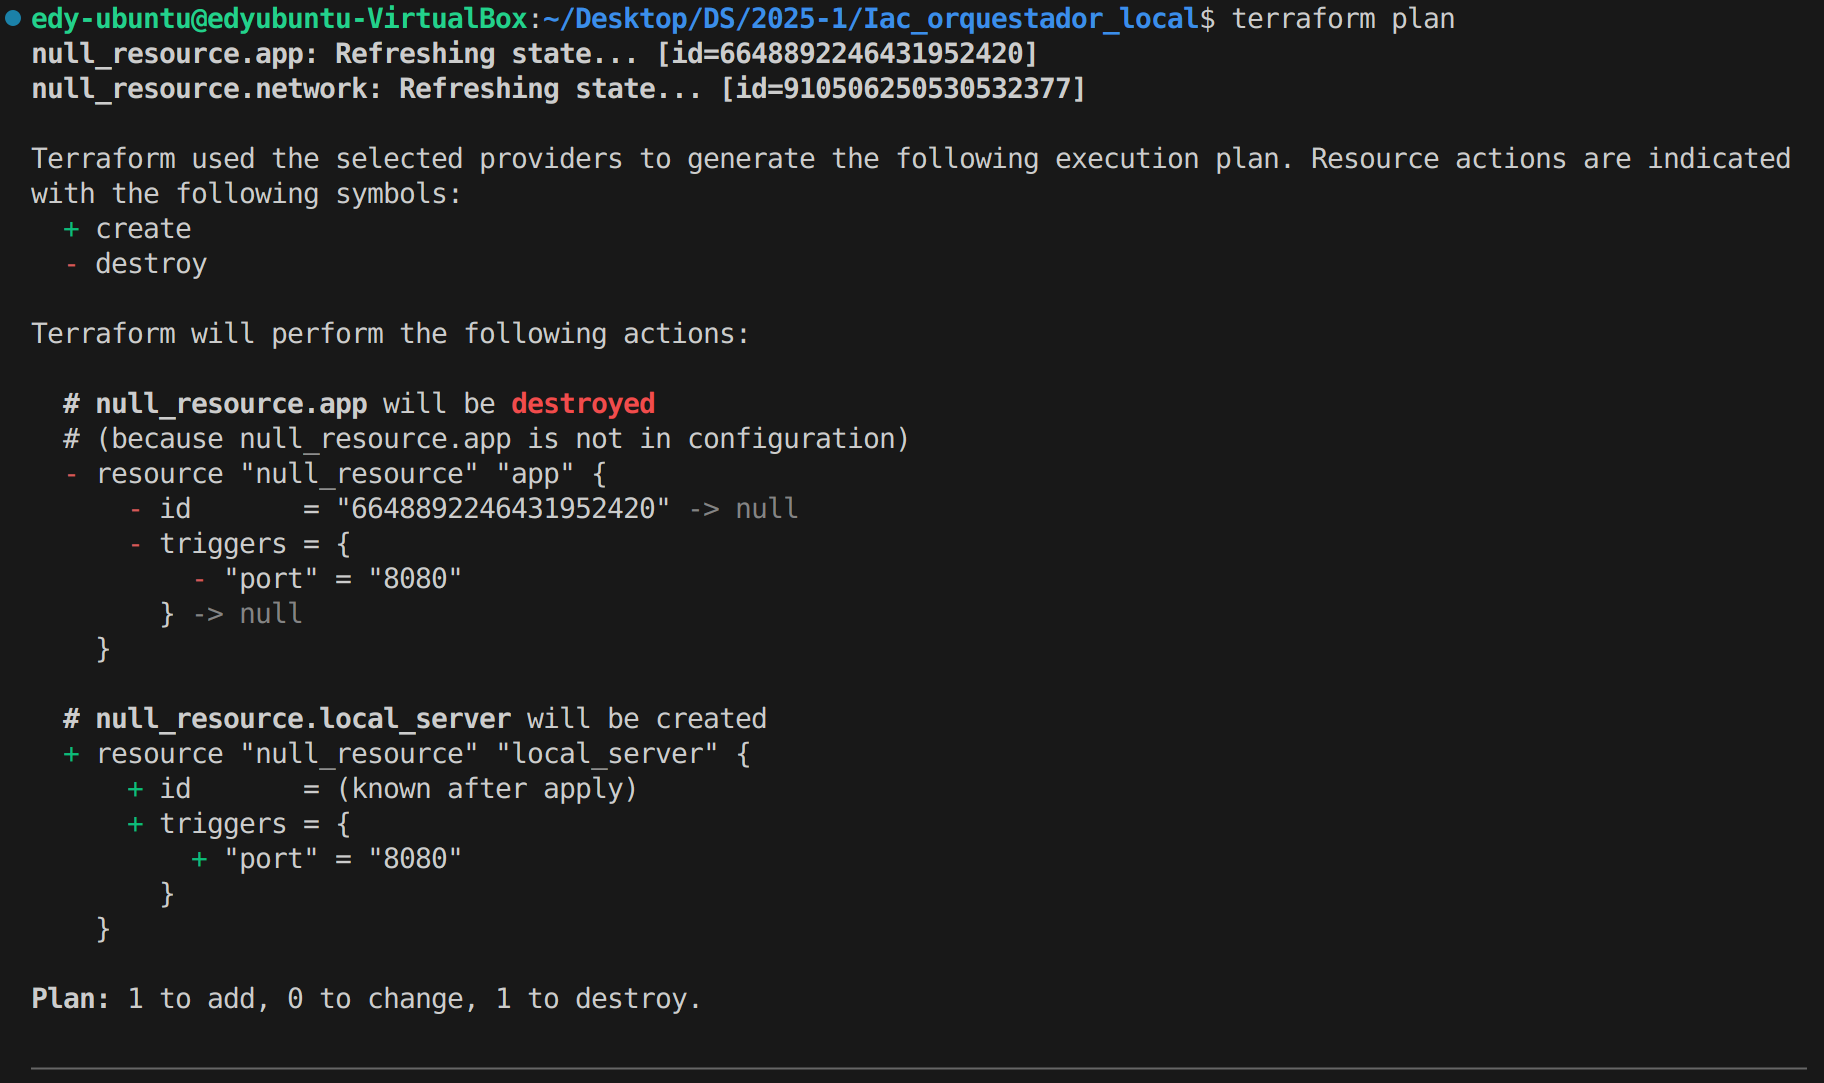 edy-ubuntu@edyubuntu-VirtualBox:~/Desktop/DS/2025-1/Iac_orquestador_local$ terraform plan
null_resource.app: Refreshing state... [id=6648892246431952420]
null_resource.network: Refreshing state... [id=910506250530532377]

Terraform used the selected providers to generate the following execution plan. Resource actions are indicated
with the following symbols:
  + create
  - destroy

Terraform will perform the following actions:

  # null_resource.app will be destroyed
  # (because null_resource.app is not in configuration)
  - resource "null_resource" "app" {
      - id       = "6648892246431952420" -> null
      - triggers = {
          - "port" = "8080"
        } -> null
    }

  # null_resource.local_server will be created
  + resource "null_resource" "local_server" {
      + id       = (known after apply)
      + triggers = {
          + "port" = "8080"
        }
    }

Plan: 1 to add, 0 to change, 1 to destroy.